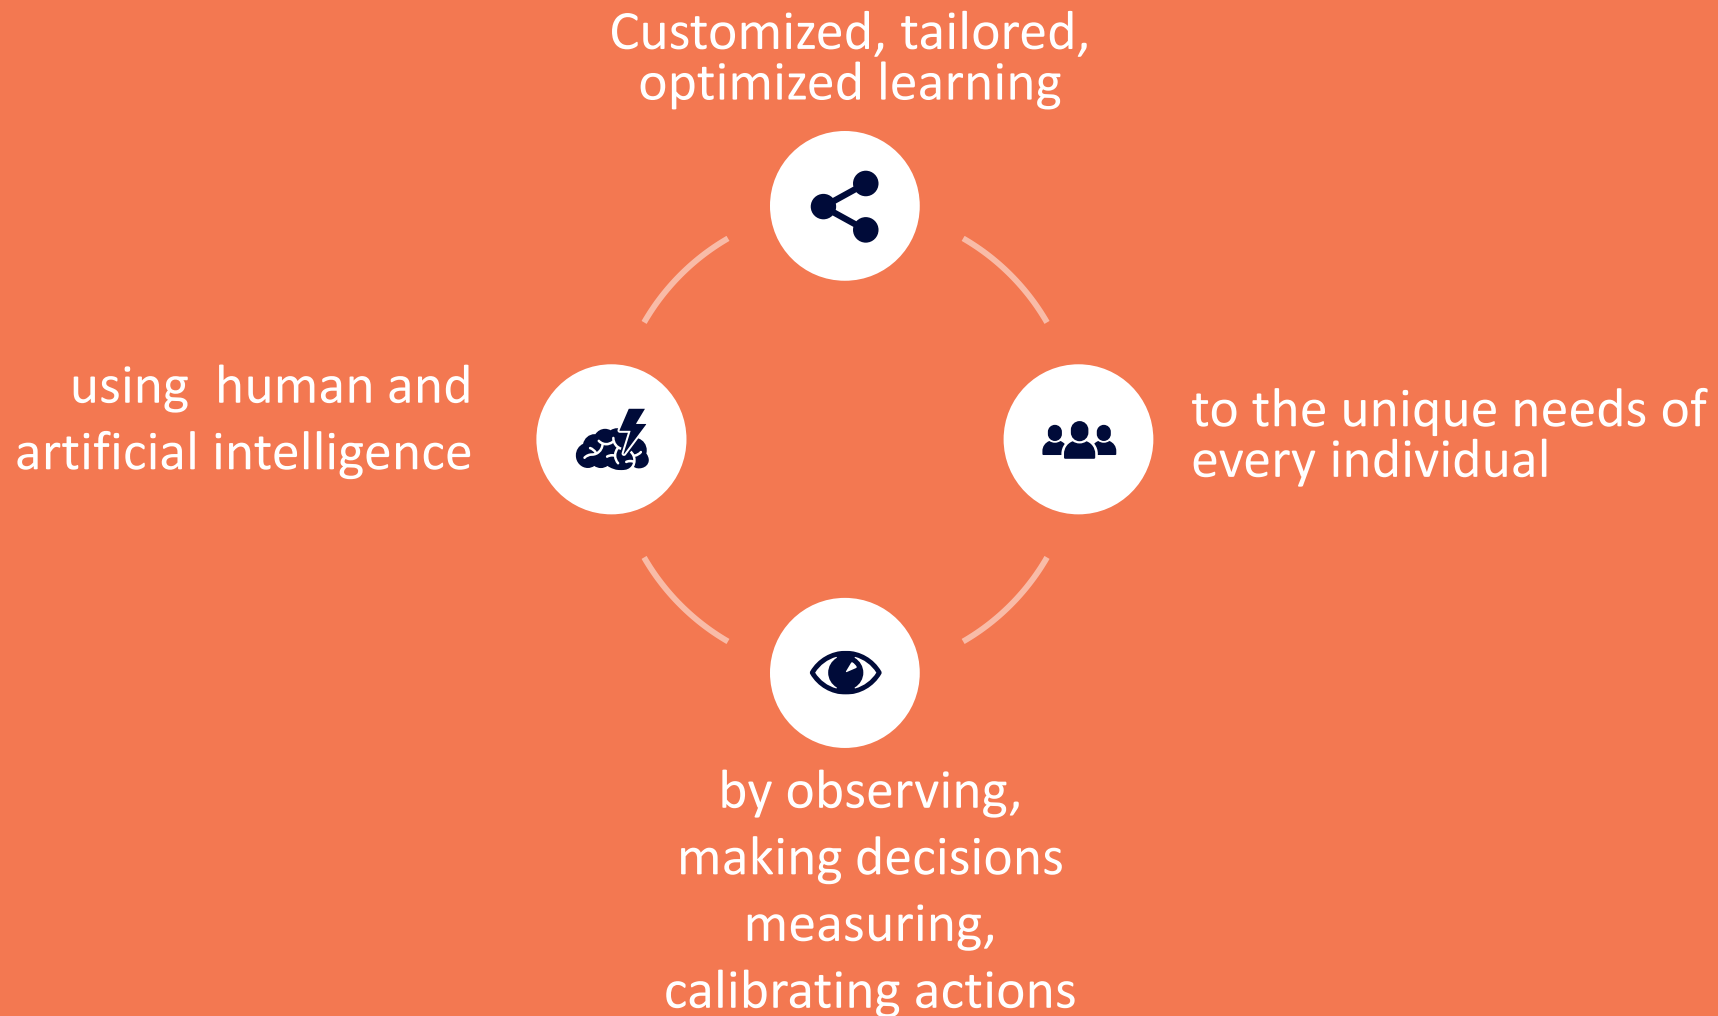 Customized, tailored,
optimized learning
to the unique needs of
every individual
by observing,
making decisions
measuring,
calibrating actions
using  human and
artificial intelligence